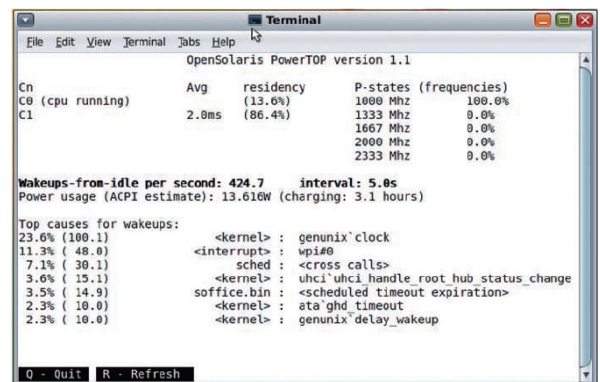 Terminal
File Edit View Terminal Tabs Help
OpenSolaris PowerTOP version 1.1
Cn Avg residency P-states (frequencies)
C0 (cpu running) (13.6%) 1000 Mhz 100.0%
C1 2.0ms (86.4%) 1333 Mhz 0.0%
1667 Mhz 0.0%
2000 Mhz 0.0%
2333 Mhz 0.0%
Wakeups-from-idle per second: 424.7 interval: 5.0s
Power usage (ACPI estimate): 13.616W (charging: 3.1 hours)
Top causes for wakeups:
23.6% (100.1) <kernel> : genunix`clock
11.3% ( 48.0) <interrupt> : wpi#0
7.1% ( 30.1) sched : <cross calls>
3.6% ( 15.1) <kernel> : uhci`uhci_handle_root_hub_status_change
3.5% ( 14.9) soffice.bin : <scheduled timeout expiration>
2.3% ( 10.0) <kernel> : ata`ghd_timeout
2.3% ( 10.0) <kernel> : genunix`delay_wakeup
Q - Quit R - Refresh